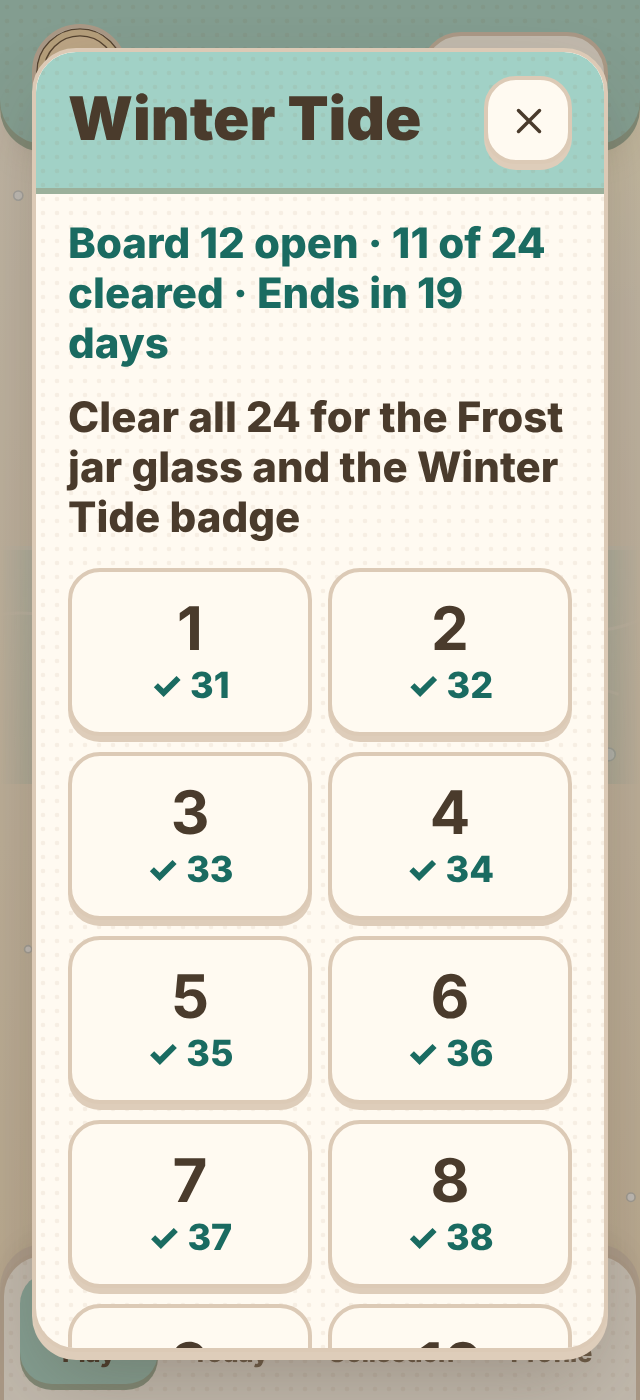 Winter Tide
Board 12 open · 11 of 24
cleared · Ends in 19
days
Clear all 24 for the Frost
jar glass and the Winter
Tide badge
1
✓ 31
2
✓ 32
3
✓ 33
4
✓ 34
5
✓ 35
6
✓ 36
7
✓ 37
8
✓ 38